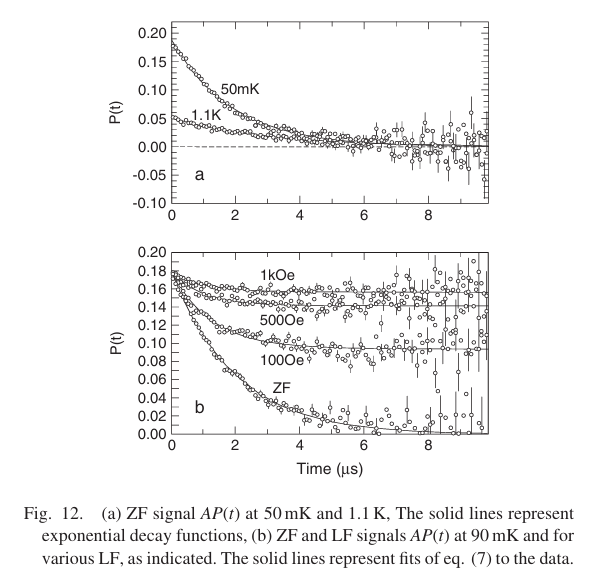 0.20
0.15
0.10
0.05
0.00
-0.05
-0.10
P(t)
50mK
1.1K
a
0 2 4 6 8
0.20
0.18
0.16
0.14
0.12
0.10
0.08
0.06
0.04
0.02
0.00
P(t)
1kOe
500Oe
100Oe
ZF
b
0 2 4 6 8
Time (μs)
Fig. 12. (a) ZF signal AP(t) at 50 mK and 1.1 K, The solid lines represent
exponential decay functions, (b) ZF and LF signals AP(t) at 90 mK and for
various LF, as indicated. The solid lines represent fits of eq. (7) to the data.